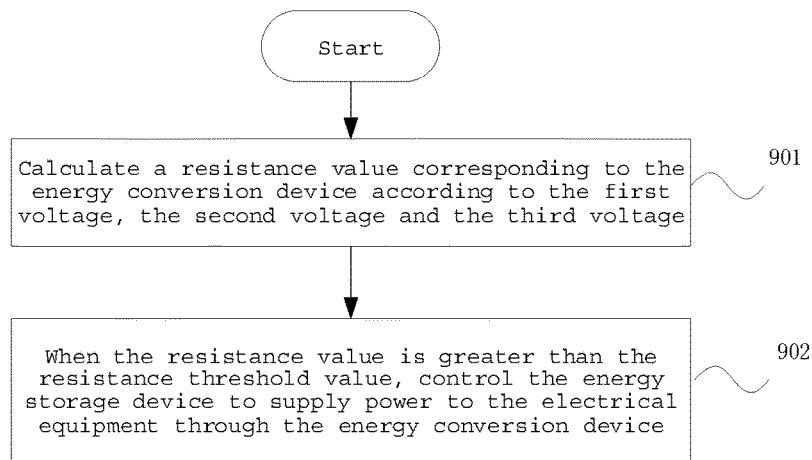 Start
Calculate a resistance value corresponding to the
energy conversion device according to the first
voltage, the second voltage and the third voltage
901
When the resistance value is greater than the
resistance threshold value, control the energy
storage device to supply power to the electrical
equipment through the energy conversion device
902